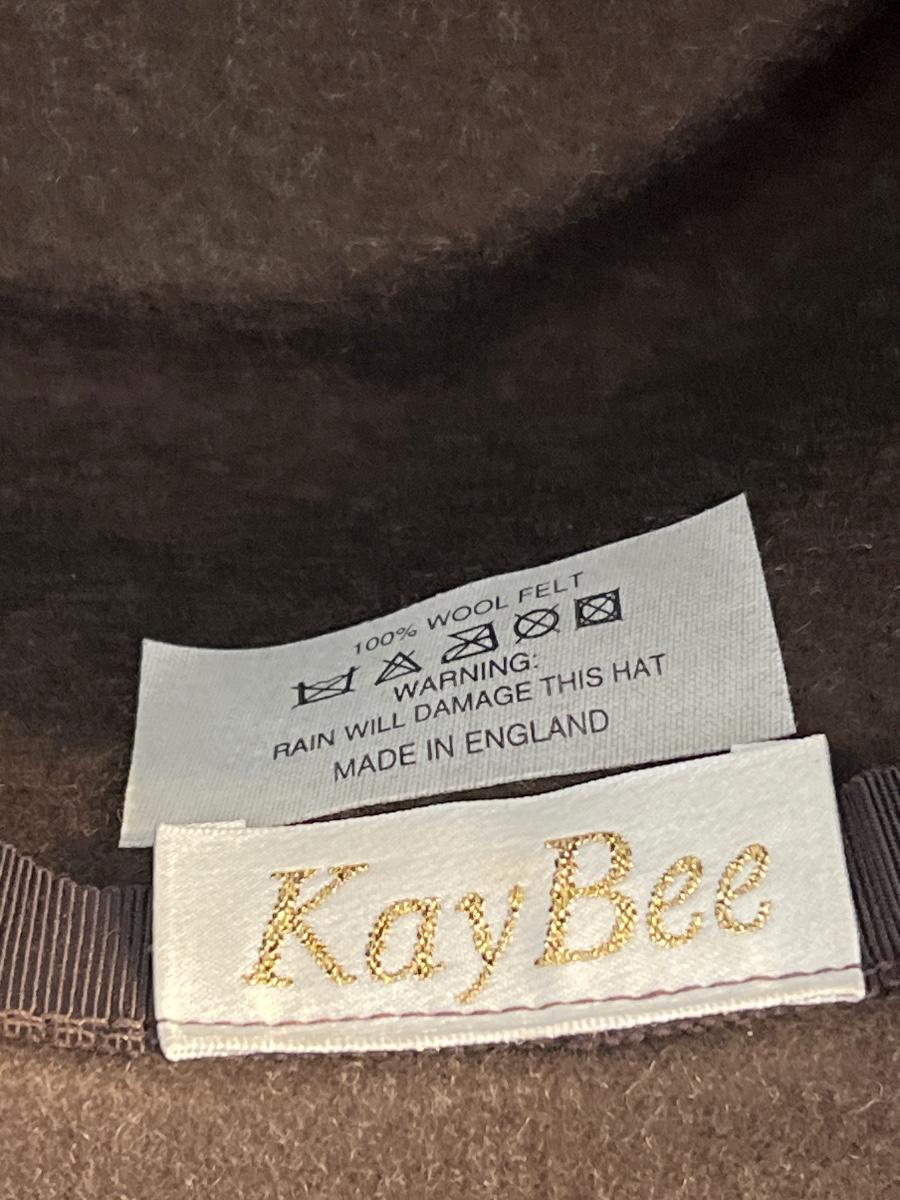 100% WOOL FELT
WARNING:
RAIN WILL DAMAGE THIS HAT
MADE IN ENGLAND
KayBee